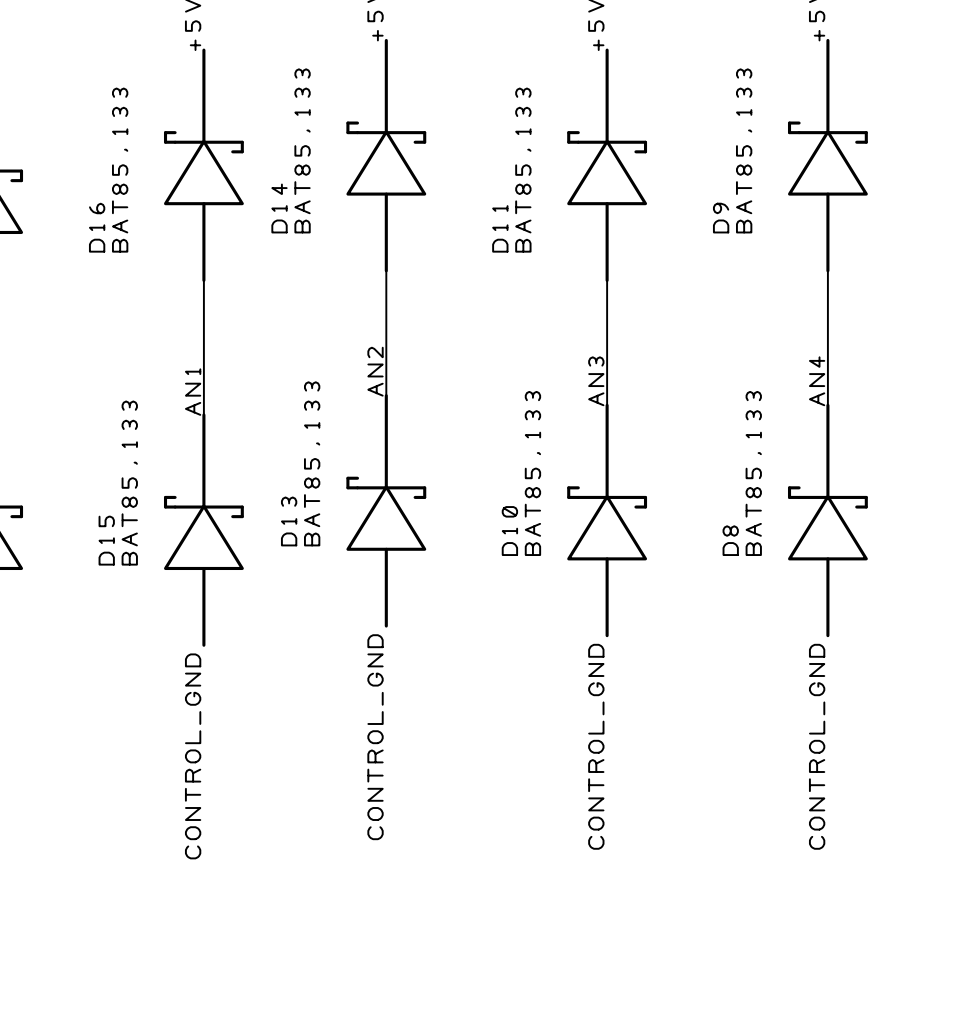 +5V
D16
BAT85,133
AN1
D15
BAT85,133
CONTROL_GND
+5V
D14
BAT85,133
AN2
D13
BAT85,133
CONTROL_GND
+5V
D11
BAT85,133
AN3
D10
BAT85,133
CONTROL_GND
+5V
D9
BAT85,133
AN4
D8
BAT85,133
CONTROL_GND